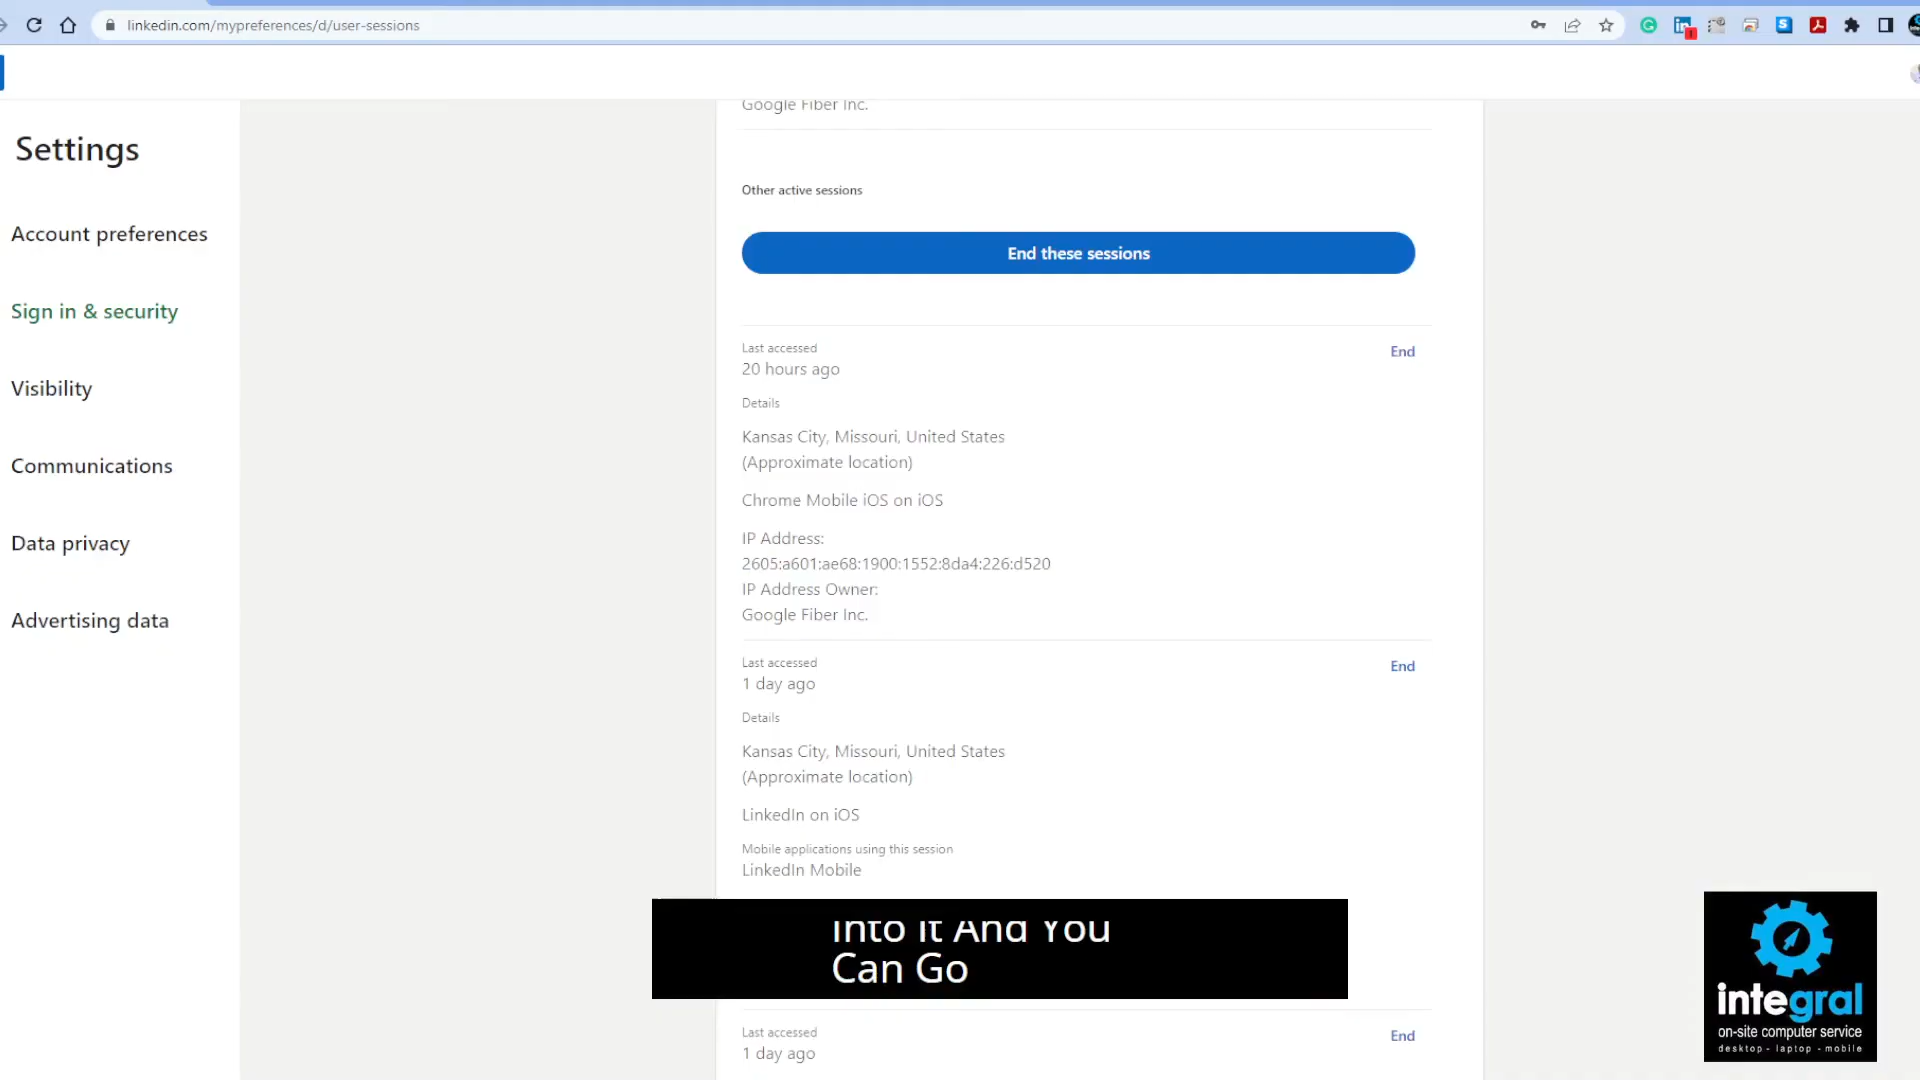 linkedin.com/mypreferences/d/user-sessions
Settings
Account preferences
Sign in & security
Visibility
Communications
Data privacy
Advertising data
Google Fiber Inc.
Other active sessions
End these sessions
Last accessed
End
20 hours ago
Details
Kansas City, Missouri, United States
(Approximate location)
Chrome Mobile iOS on iOS
IP Address:
2605:a601:ae68:1900:1552:8da4:226:d520
IP Address Owner:
Google Fiber Inc.
Last accessed
End
1 day ago
Details
Kansas City, Missouri, United States
(Approximate location)
LinkedIn on iOS
Mobile applications using this session
LinkedIn Mobile
Into It And You
Can Go
Last accessed
End
1 day ago
integral
on-site computer service
desktop - laptop - mobile